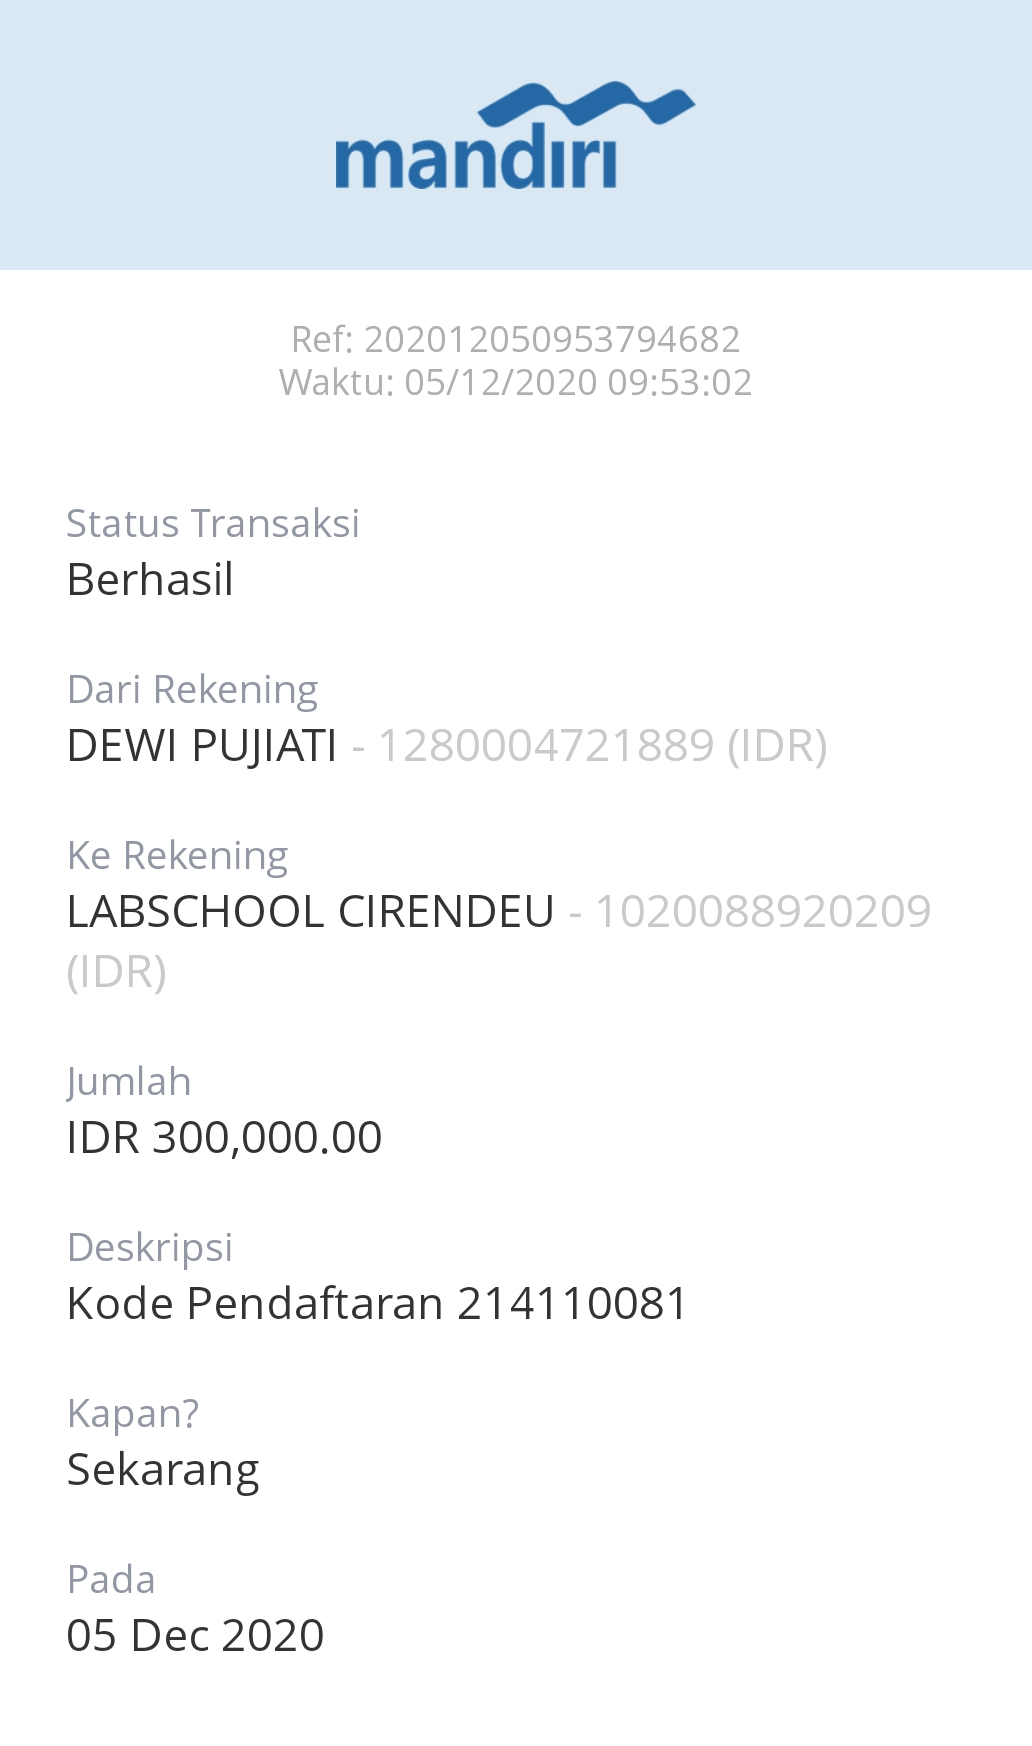 mandiri
Ref: 202012050953794682
Waktu: 05/12/2020 09:53:02
Status Transaksi
Berhasil
Dari Rekening
DEWI PUJIATI - 1280004721889 (IDR)
Ke Rekening
LABSCHOOL CIRENDEU - 1020088920209
(IDR)
Jumlah
IDR 300,000.00
Deskripsi
Kode Pendaftaran 214110081
Kapan?
Sekarang
Pada
05 Dec 2020